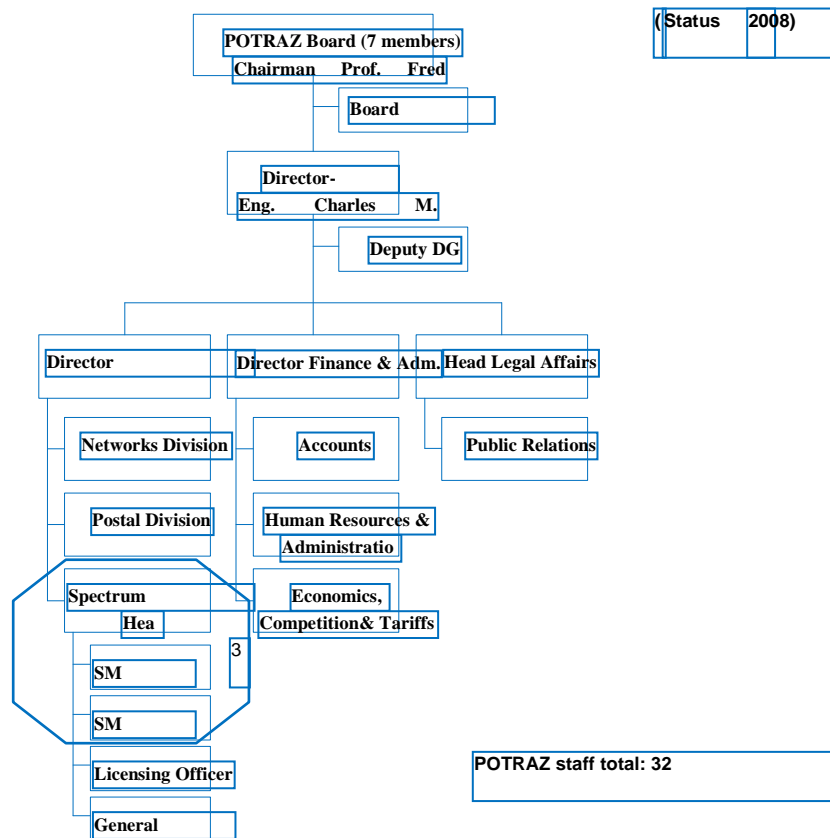 (Status 2008)
POTRAZ Board (7 members)
Chairman Prof. Fred
Board
Director-
Eng. Charles M.
Deputy DG
Director
Director Finance & Adm.
Head Legal Affairs
Networks Division
Accounts
Public Relations
Postal Division
Human Resources &
Administratio
Spectrum
Hea
Economics,
Competition& Tariffs
3
SM
SM
Licensing Officer
General
POTRAZ staff total: 32